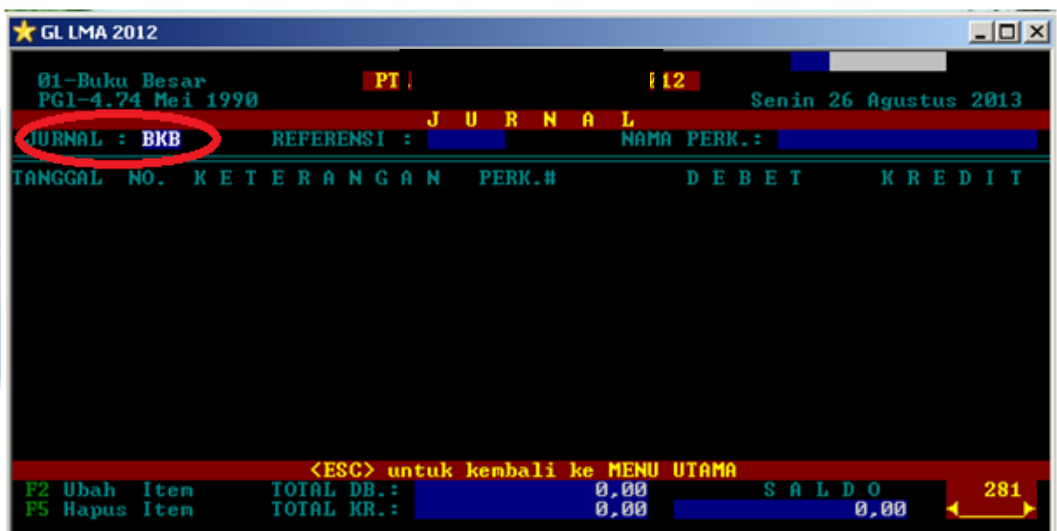 GL LMA 2012
01-Buku Besar PT. 12
PGl-4.74 Mei 1990 Senin 26 Agustus 2013
J U R N A L
JURNAL : BKB REFERENSI : NAMA PERK.:
TANGGAL NO. K E T E R A N G A N PERK.# D E B E T K R E D I T
<ESC> untuk kembali ke MENU UTAMA
F2 Ubah Item TOTAL DB.: 0,00 S A L D O 281
F5 Hapus Item TOTAL KR.: 0,00 0,00